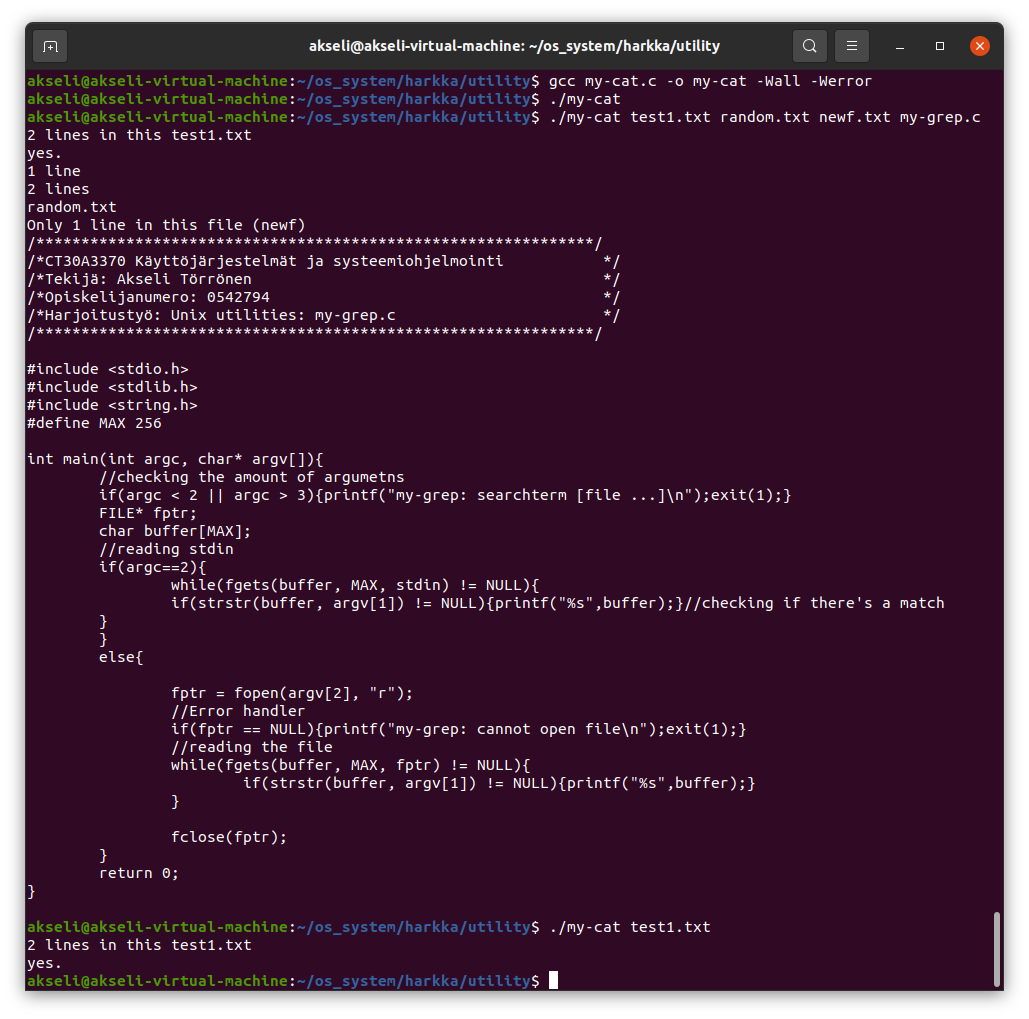 akseli@akseli-virtual-machine: ~/os_system/harkka/utility
akseli@akseli-virtual-machine:~/os_system/harkka/utility$ gcc my-cat.c -o my-cat -Wall -Werror
akseli@akseli-virtual-machine:~/os_system/harkka/utility$ ./my-cat
akseli@akseli-virtual-machine:~/os_system/harkka/utility$ ./my-cat test1.txt random.txt newf.txt my-grep.c
2 lines in this test1.txt
yes.
1 line
2 lines
random.txt
Only 1 line in this file (newf)
/**************************************************************/
/*CT30A3370 Käyttöjärjestelmät ja systeemiohjelmointi           */
/*Tekijä: Akseli Törrönen                                       */
/*Opiskelijanumero: 0542794                                     */
/*Harjoitustyö: Unix utilities: my-grep.c                       */
/**************************************************************/

#include <stdio.h>
#include <stdlib.h>
#include <string.h>
#define MAX 256

int main(int argc, char* argv[]){
        //checking the amount of argumetns
        if(argc < 2 || argc > 3){printf("my-grep: searchterm [file ...]\n");exit(1);}
        FILE* fptr;
        char buffer[MAX];
        //reading stdin
        if(argc==2){
                while(fgets(buffer, MAX, stdin) != NULL){
                if(strstr(buffer, argv[1]) != NULL){printf("%s",buffer);}//checking if there's a match
        }
        }
        else{

                fptr = fopen(argv[2], "r");
                //Error handler
                if(fptr == NULL){printf("my-grep: cannot open file\n");exit(1);}
                //reading the file
                while(fgets(buffer, MAX, fptr) != NULL){
                        if(strstr(buffer, argv[1]) != NULL){printf("%s",buffer);}
                }

                fclose(fptr);
        }
        return 0;
}

akseli@akseli-virtual-machine:~/os_system/harkka/utility$ ./my-cat test1.txt
2 lines in this test1.txt
yes.
akseli@akseli-virtual-machine:~/os_system/harkka/utility$